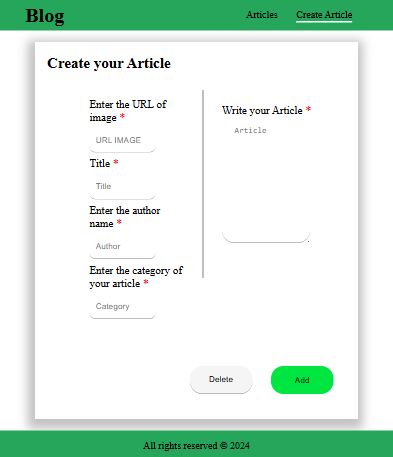 Blog
Articles
Create Article
Create your Article
Enter the URL of
image *
URL IMAGE
Title *
Title
Enter the author
name *
Author
Enter the category of
your article *
Category
Write your Article *
Article
Delete
Add
All rights reserved © 2024